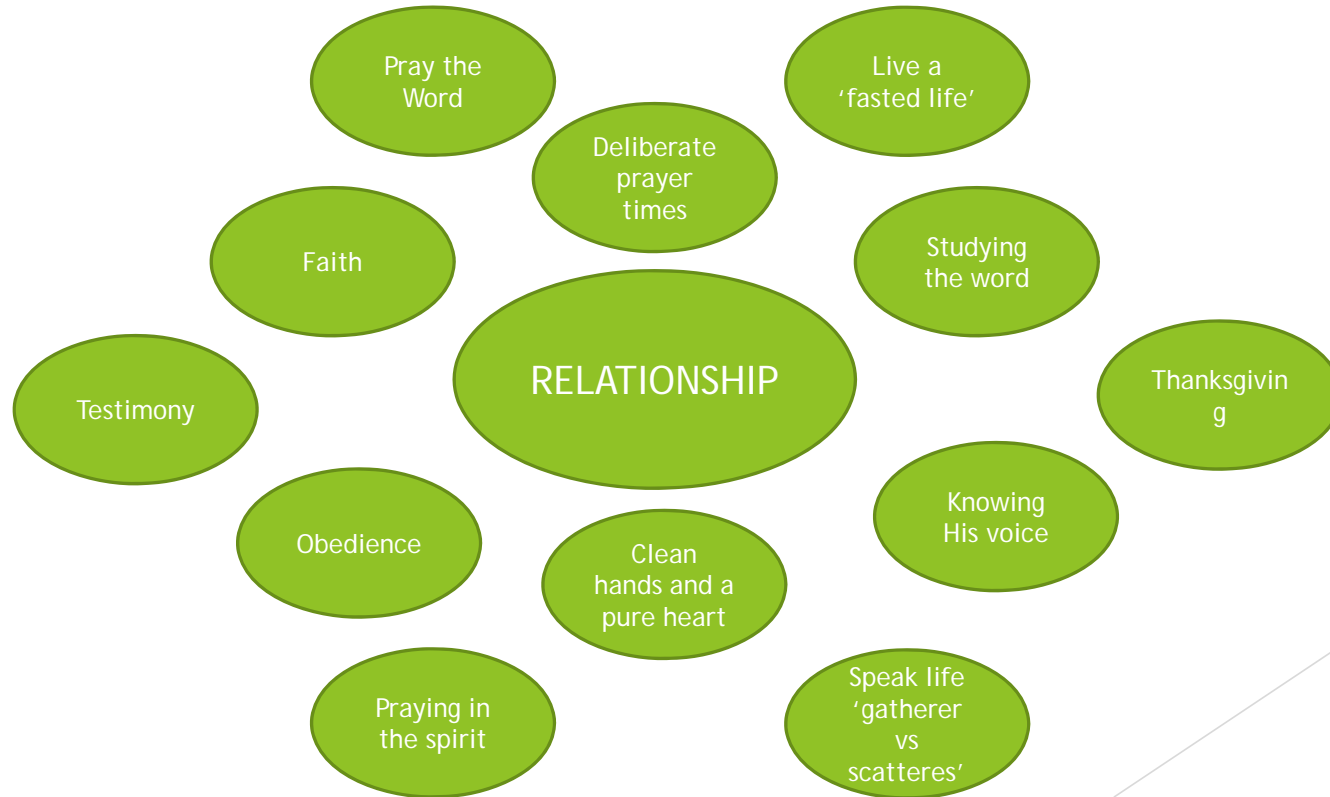 Pray the
Word
Live a
‘fasted life’
Deliberate
prayer
times
Faith
Studying
the word
RELATIONSHIP
Testimony
Thanksgivin
g
Obedience
Knowing
His voice
Clean
hands and a
pure heart
Praying in
the spirit
Speak life
‘gatherer
vs
scatteres’